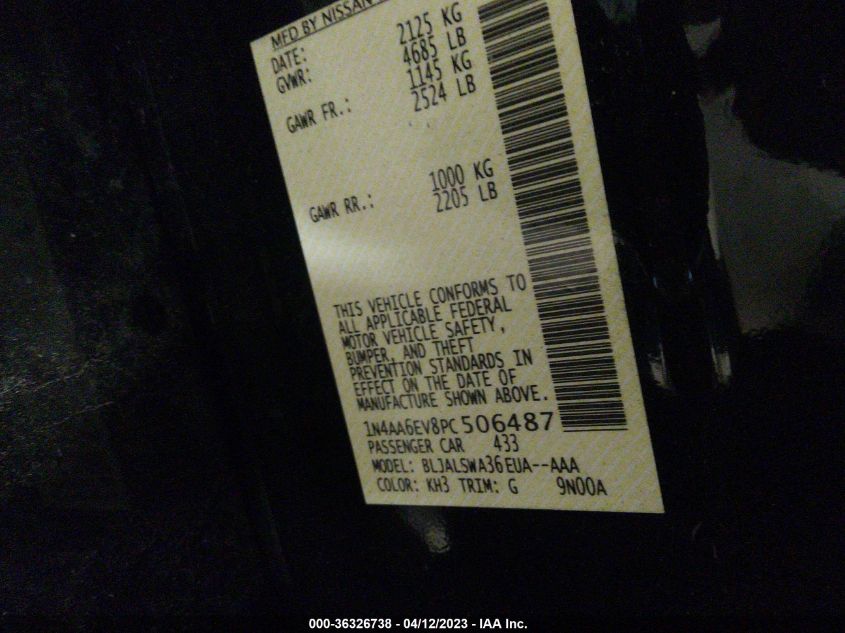 MFD BY NISSAN
DATE:
GVWR: 2125 KG
4685 LB
GAWR FR.: 1145 KG
2524 LB
GAWR RR.: 1000 KG
2205 LB
THIS VEHICLE CONFORMS TO
ALL APPLICABLE FEDERAL
MOTOR VEHICLE SAFETY,
BUMPER, AND THEFT
PREVENTION STANDARDS IN
EFFECT ON THE DATE OF
MANUFACTURE SHOWN ABOVE.
1N4AA6EV8PC506487
PASSENGER CAR 433
MODEL: BLJALSWA36EUA--AAA
COLOR: KH3 TRIM: G 9N00A
000-36326738 - 04/12/2023 - IAA Inc.